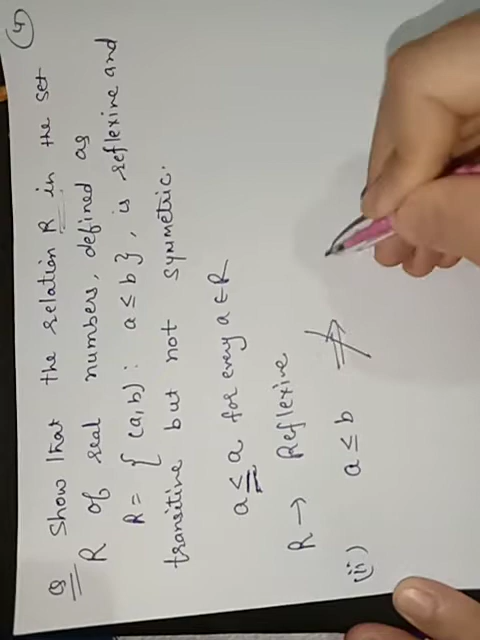 4
Q Show that the relation R in the set
R of real numbers, defined as
R = { (a,b) : a ≤ b } , is reflexive and
transitive but not symmetric.
a ≤ a for every a ∈ R
R → Reflexive
(ii) a ≤ b ⇏